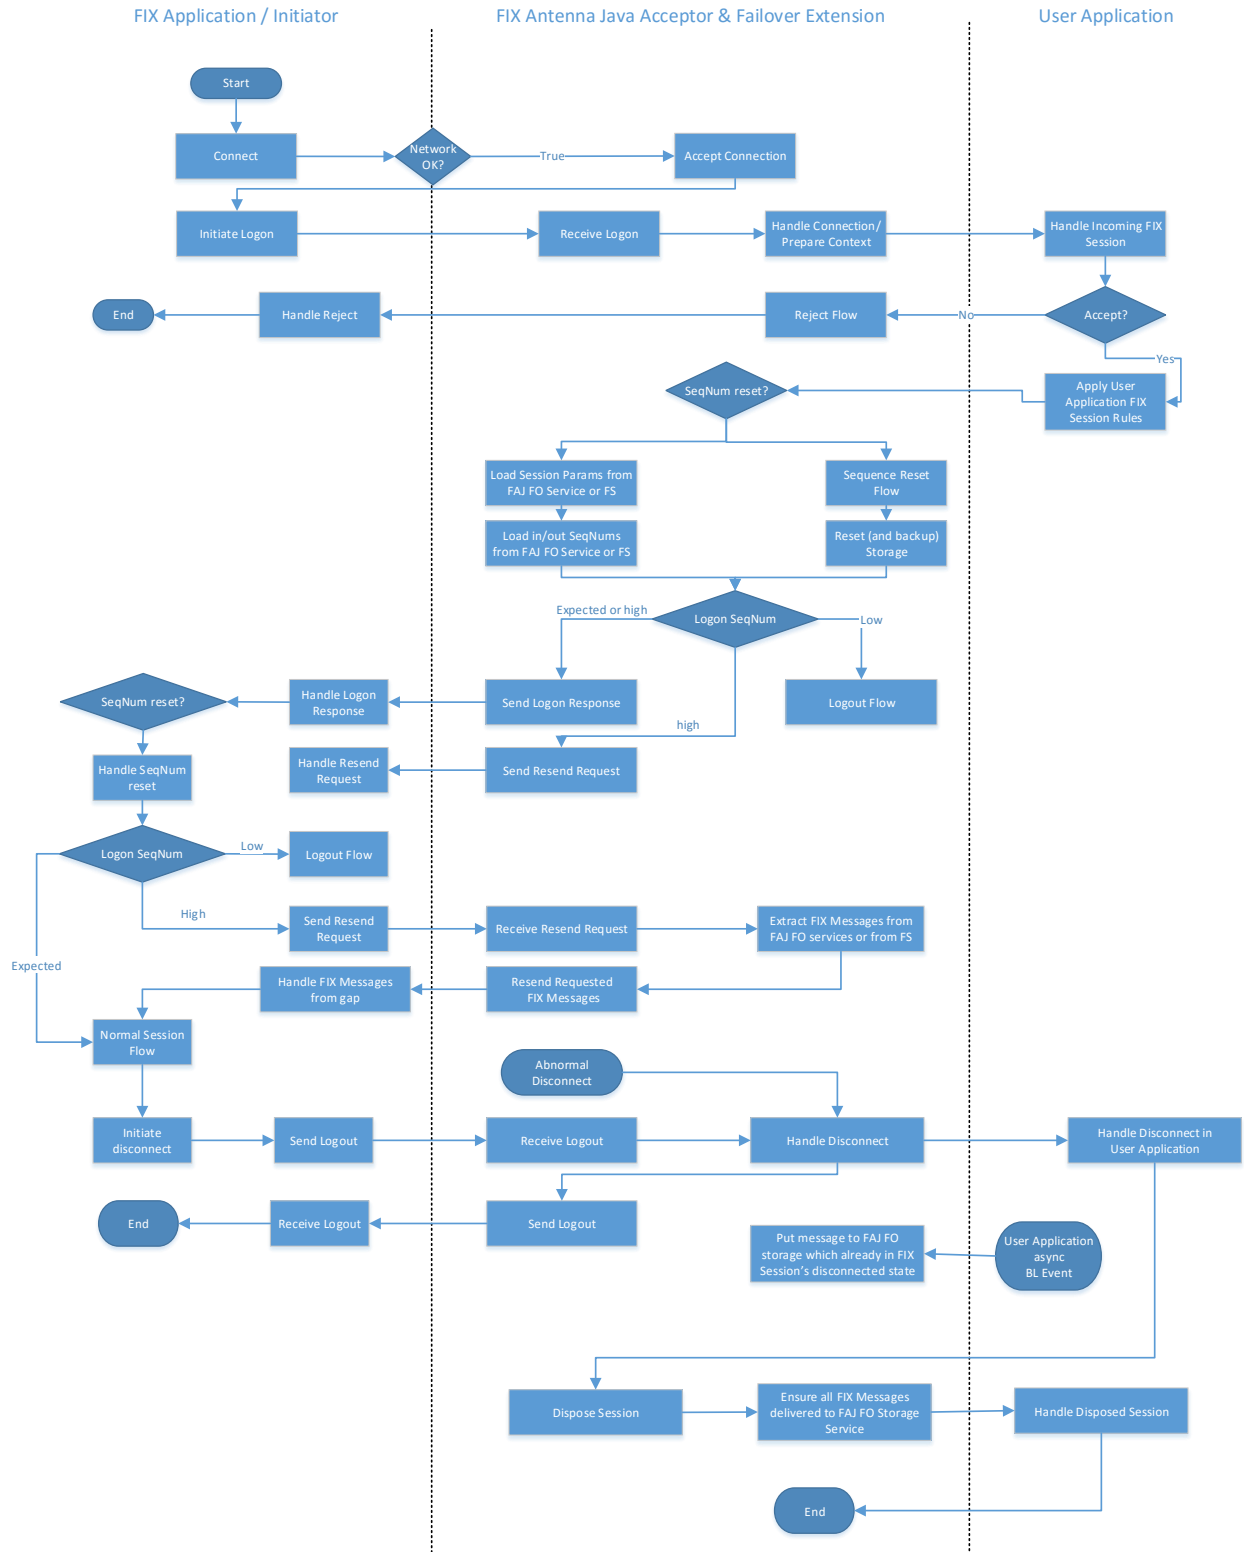 FIX Application / Initiator
FIX Antenna Java Acceptor & Failover Extension
User Application
Start
Connect
Network
OK?
True
Accept Connection
Initiate Logon
Receive Logon
Handle Connection/
Prepare Context
Handle Incoming FIX
Session
End
Handle Reject
Reject Flow
No
Accept?
Yes
SeqNum reset?
Apply User
Application FIX
Session Rules
Load Session Params from
FAJ FO Service or FS
Sequence Reset
Flow
Load in/out SeqNums
from FAJ FO Service or FS
Reset (and backup)
Storage
Expected or high
Logon SeqNum
Low
SeqNum reset?
Handle Logon
Response
Send Logon Response
Logout Flow
high
Handle SeqNum
reset
Handle Resend
Request
Send Resend Request
Logon SeqNum
Low
Logout Flow
High
Send Resend
Request
Receive Resend Request
Extract FIX Messages from
FAJ FO services or from FS
Expected
Handle FIX Messages
from gap
Resend Requested
FIX Messages
Normal Session
Flow
Abnormal
Disconnect
Initiate
disconnect
Send Logout
Receive Logout
Handle Disconnect
Handle Disconnect in
User Application
End
Receive Logout
Send Logout
Put message to FAJ FO
storage which already in FIX
Session's disconnected state
User Application
async
BL Event
Dispose Session
Ensure all FIX Messages
delivered to FAJ FO Storage
Service
Handle Disposed Session
End